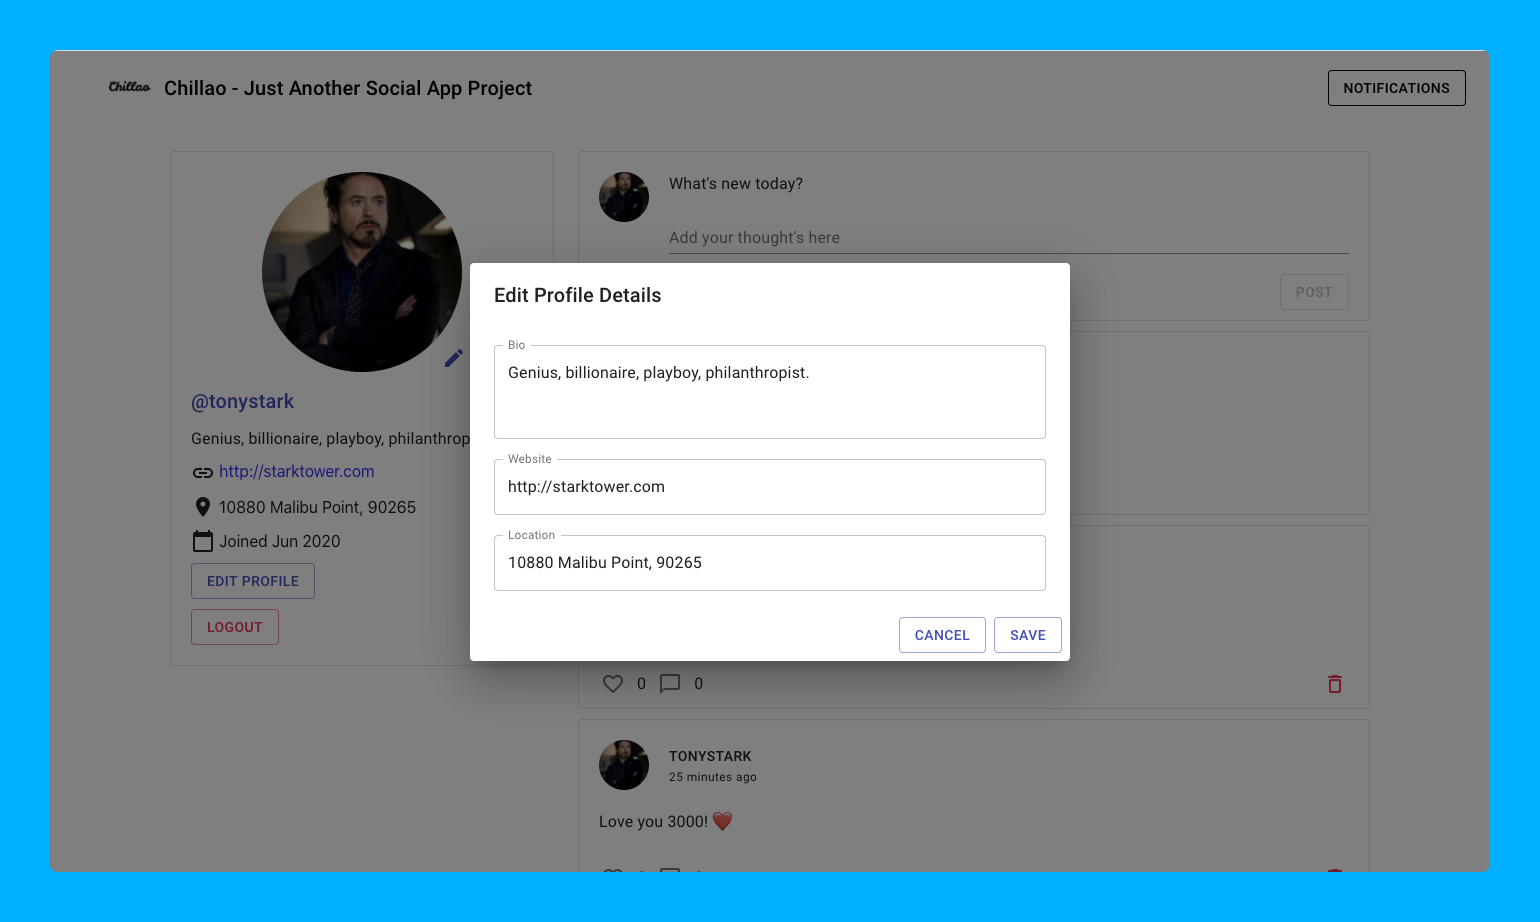 Chillao
Chillao - Just Another Social App Project
NOTIFICATIONS
@tonystark
Genius, billionaire, playboy, philanthrop
http://starktower.com
10880 Malibu Point, 90265
Joined Jun 2020
EDIT PROFILE
LOGOUT
What's new today?
Add your thought's here
POST
Edit Profile Details
Bio
Genius, billionaire, playboy, philanthropist.
Website
http://starktower.com
Location
10880 Malibu Point, 90265
CANCEL
SAVE
0
0
TONYSTARK
25 minutes ago
Love you 3000! ❤️